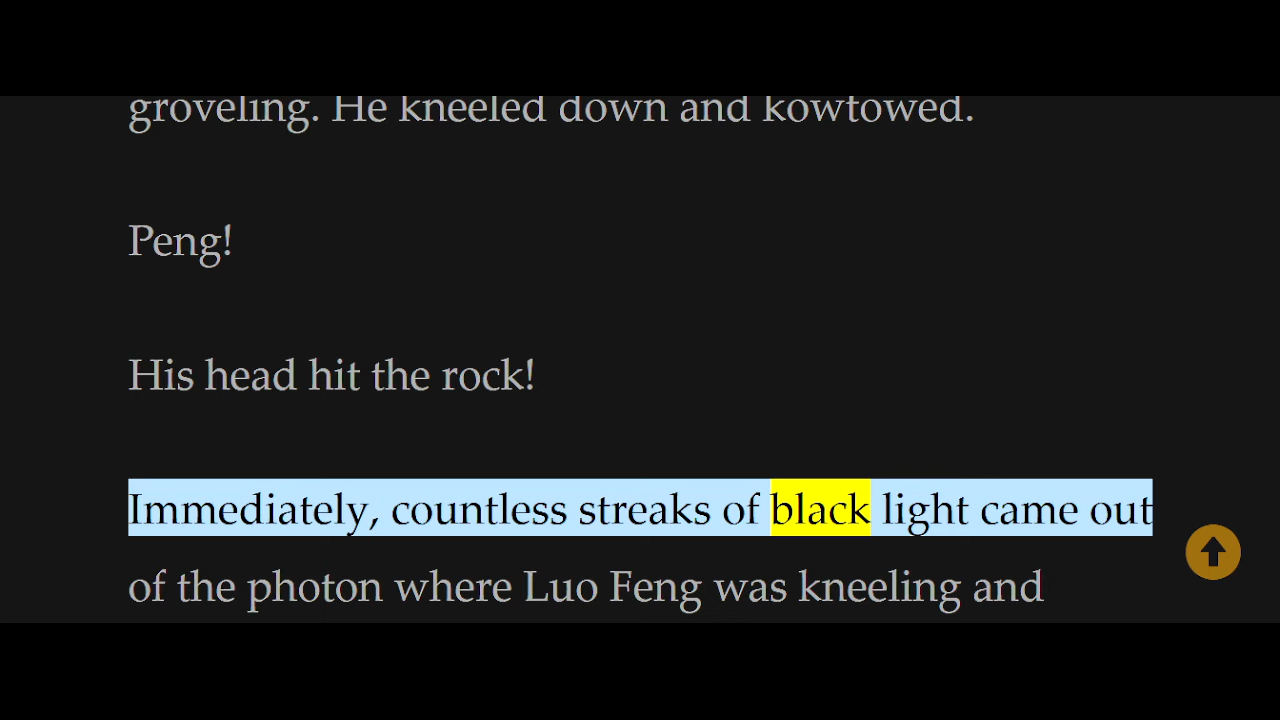 groveling. He kneeled down and kowtowed.
Peng!
His head hit the rock!
Immediately, countless streaks of black light came out
of the photon where Luo Feng was kneeling and